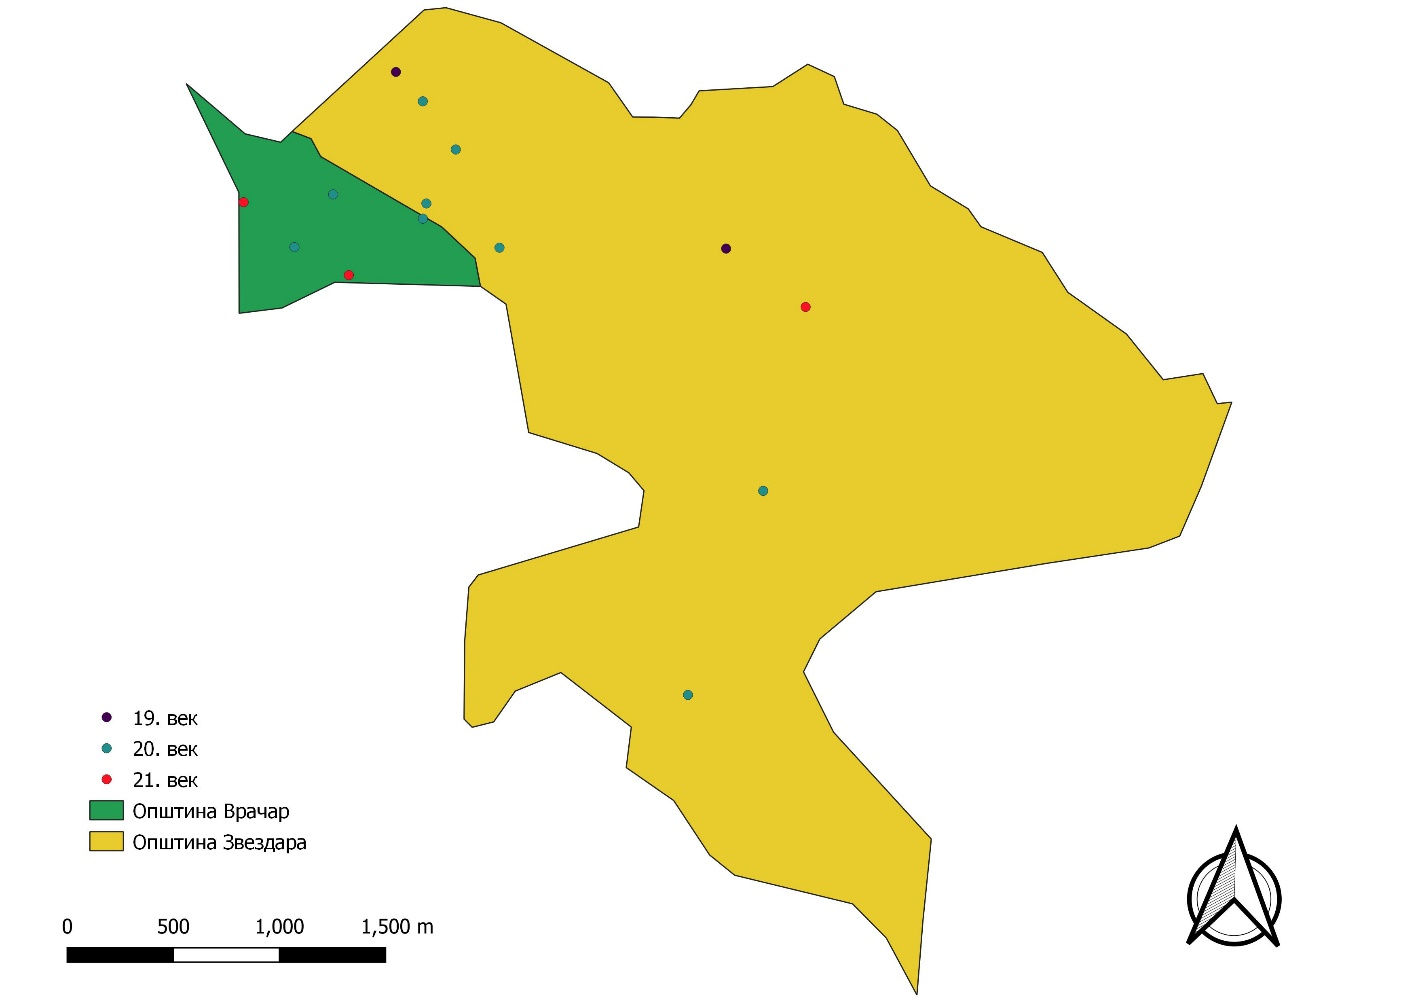 19. век
20. век
21. век
Општина Врачар
Општина Звездара
0 500 1,000 1,500 m